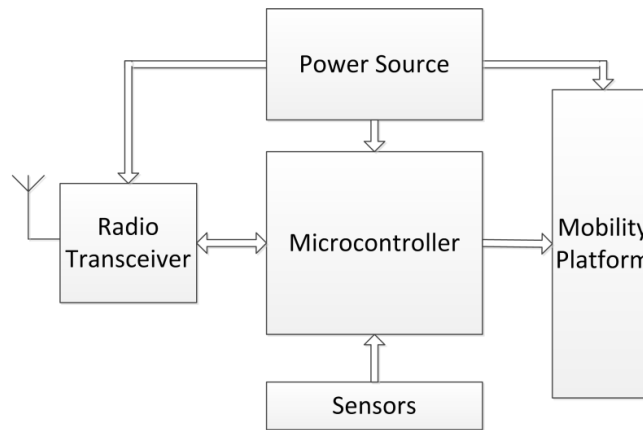 Power Source
Radio
Transceiver
Microcontroller
Mobility
Platform
Sensors